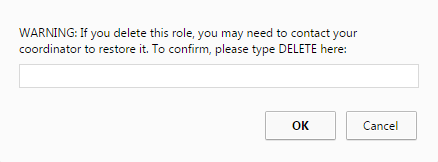 WARNING: If you delete this role, you may need to contact your
coordinator to restore it. To confirm, please type DELETE here:
OK Cancel